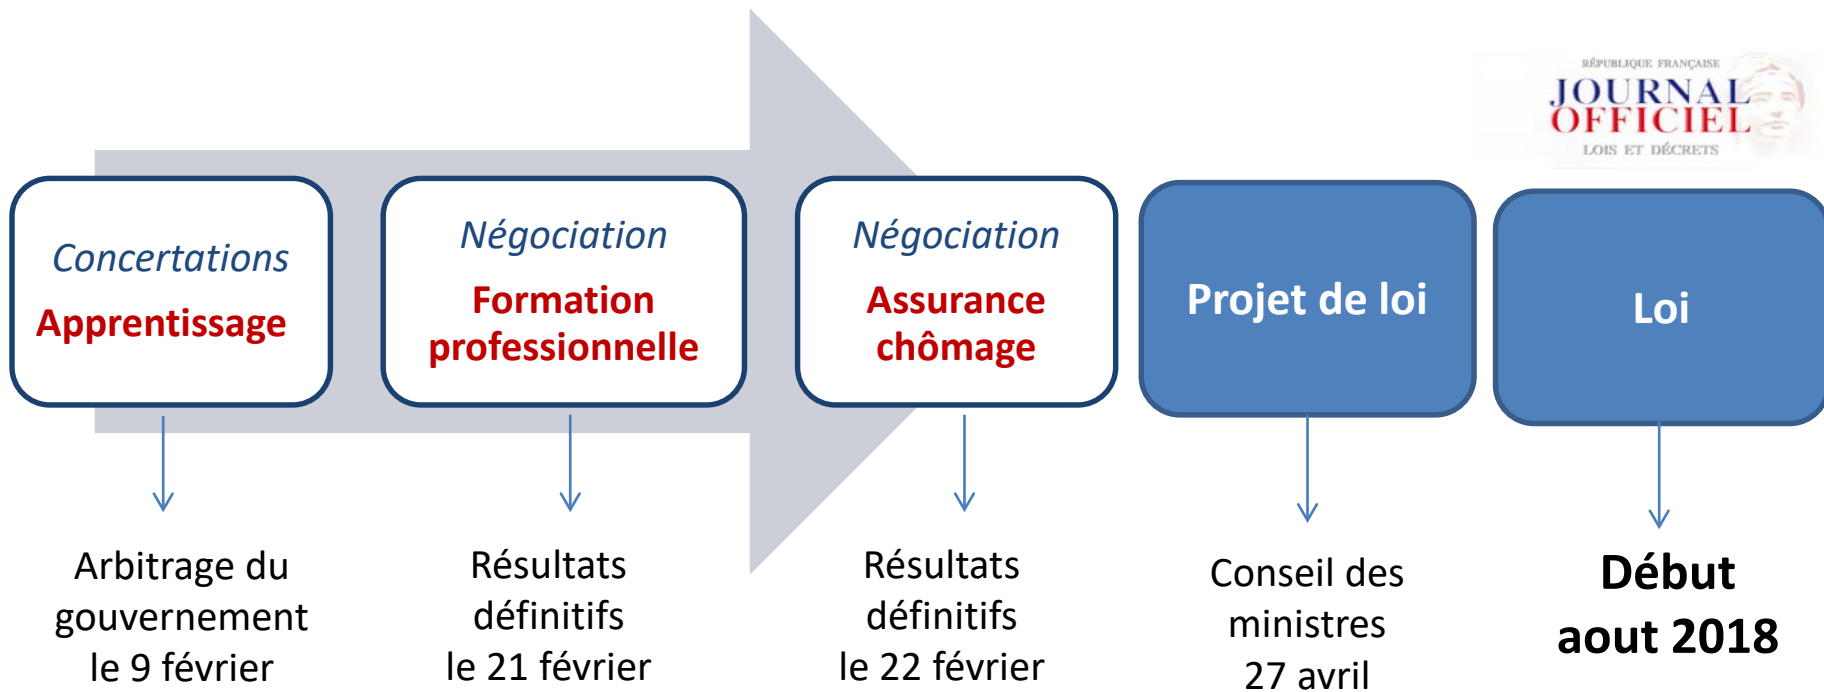 RÉPUBLIQUE FRANÇAISE
JOURNAL
OFFICIEL
LOIS ET DÉCRETS
Concertations
Apprentissage
Négociation
Formation
professionnelle
Négociation
Assurance
chômage
Projet de loi
Loi
Arbitrage du
gouvernement
le 9 février
Résultats
définitifs
le 21 février
Résultats
définitifs
le 22 février
Conseil des
ministres
27 avril
Début
aout 2018